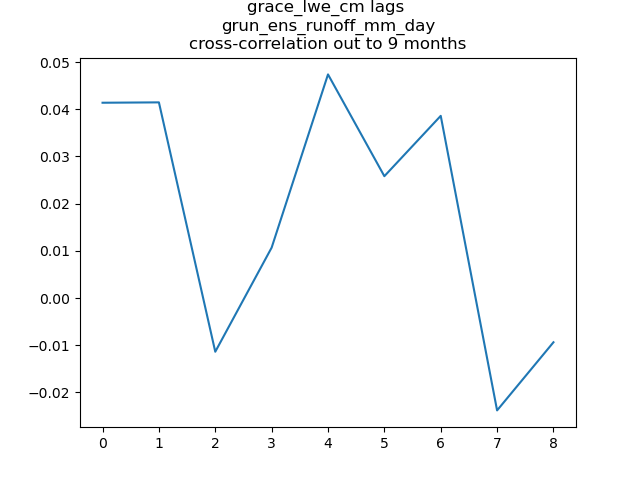 grace_lwe_cm lags
grun_ens_runoff_mm_day
cross-correlation out to 9 months
0.05
0.04
0.03
0.02
0.01
0.00
−0.01
−0.02
0 1 2 3 4 5 6 7 8